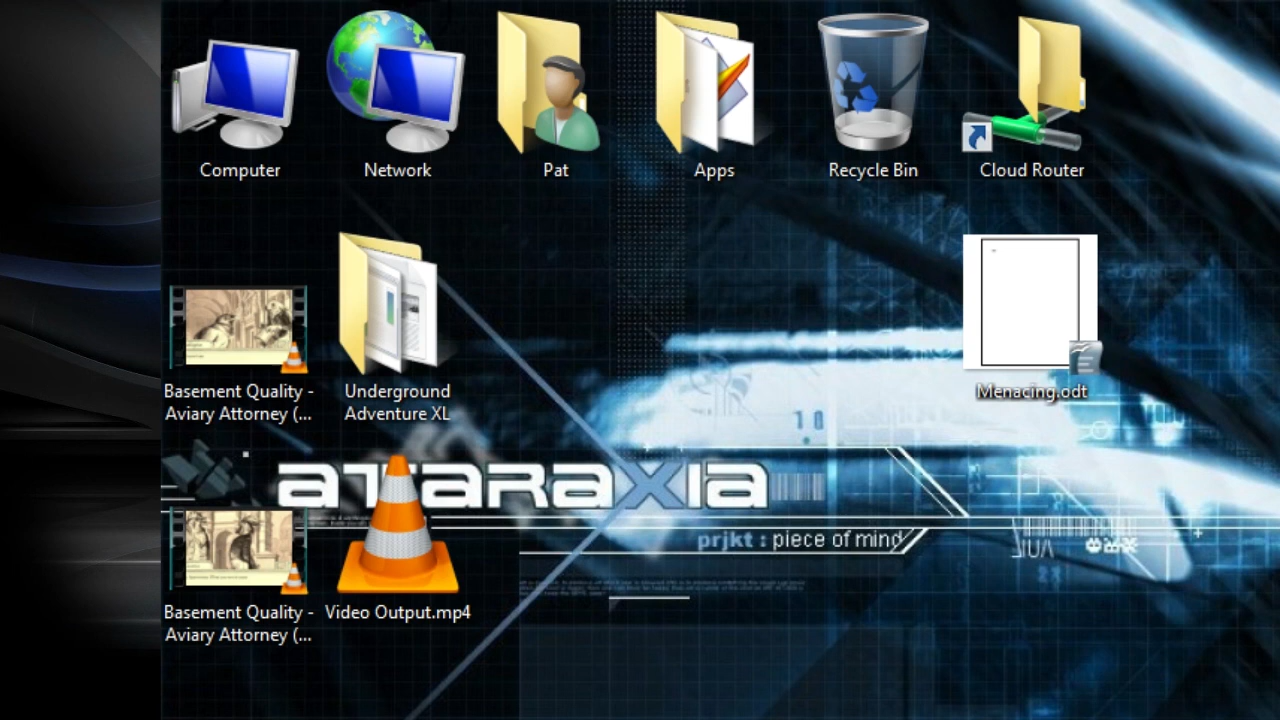 Computer
Network
Pat
Apps
Recycle Bin
Cloud Router
Basement Quality -
Aviary Attorney (...
Underground
Adventure XL
Menacing.odt
18
ataraxia
prjkt : piece of mind
Basement Quality -
Aviary Attorney (...
Video Output.mp4